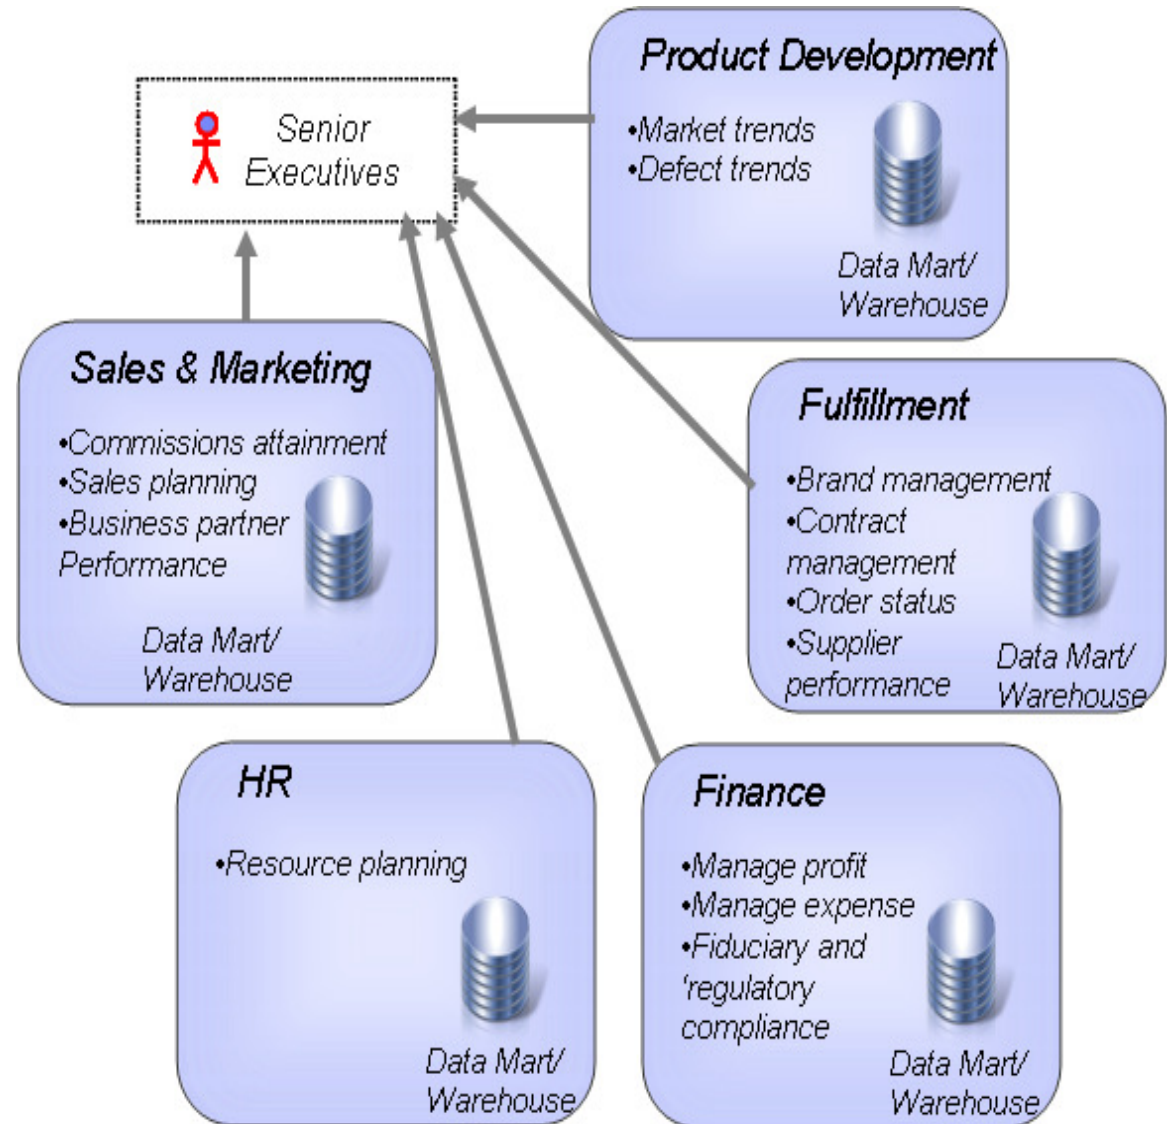 Product Development
•Market trends
•Defect trends
Data Mart/
Warehouse
Senior
Executives
Sales & Marketing
•Commissions attainment
•Sales planning
•Business partner
Performance
Data Mart/
Warehouse
Fulfillment
•Brand management
•Contract
management
•Order status
•Supplier
performance
Data Mart/
Warehouse
HR
•Resource planning
Data Mart/
Warehouse
Finance
•Manage profit
•Manage expense
•Fiduciary and
‘regulatory
compliance
Data Mart/
Warehouse